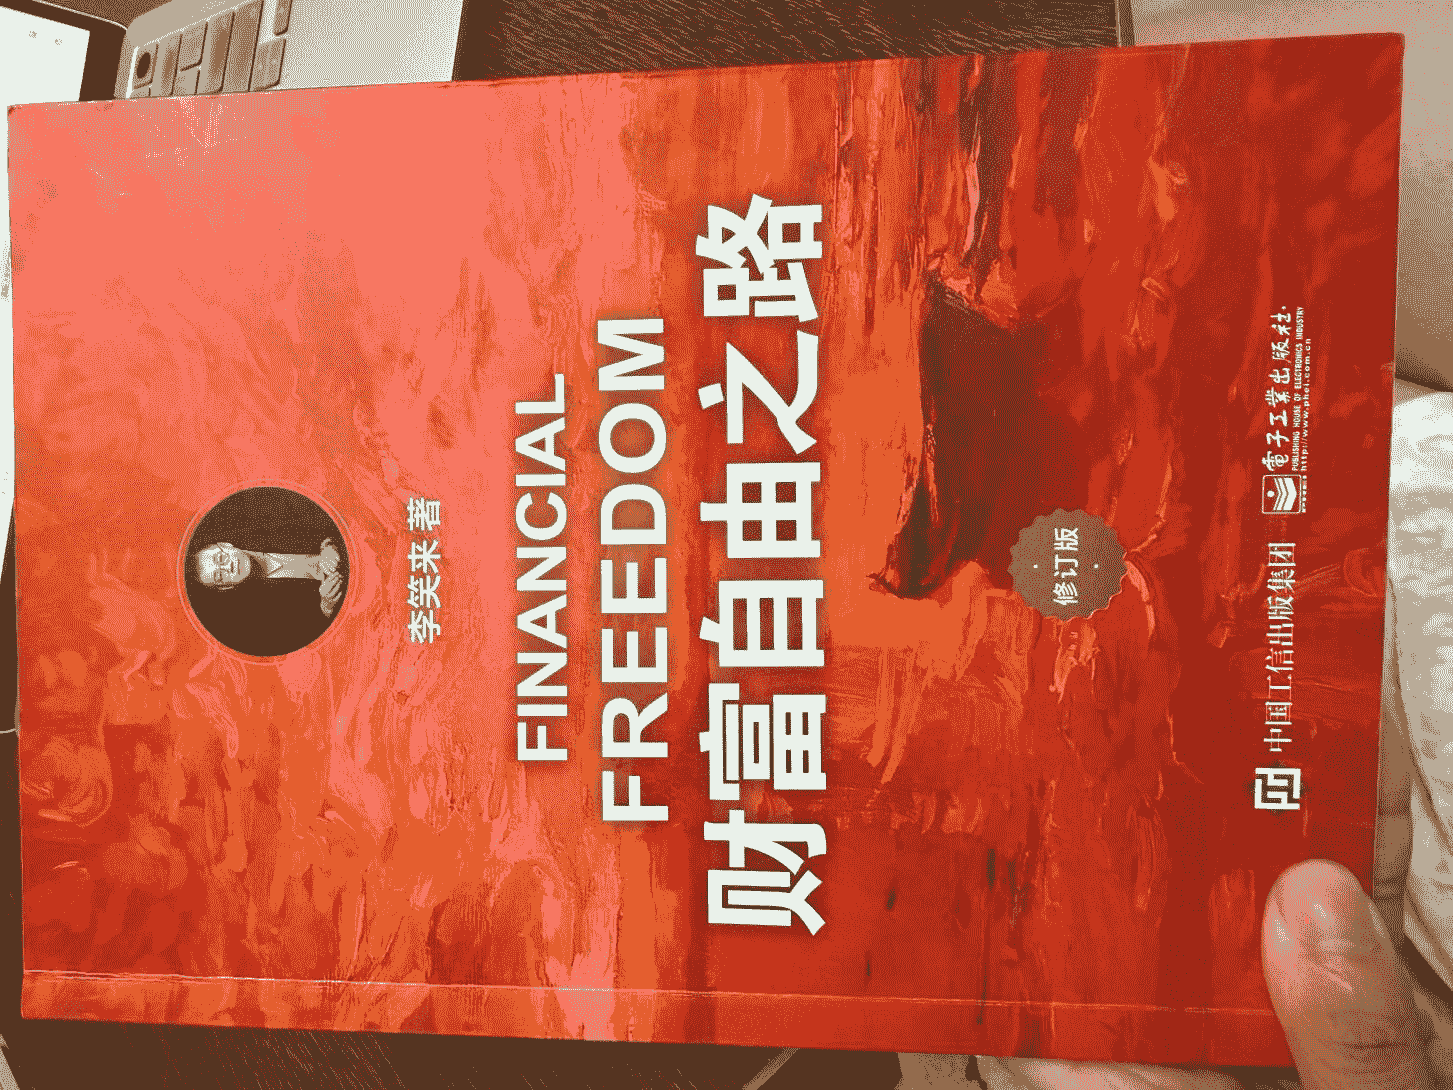 李笑来 著
FINANCIAL
FREEDOM
财富自由之路
修订版
中国工信出版集团
電子工業出版社
PUBLISHING HOUSE OF ELECTRONICS INDUSTRY
http://www.phei.com.cn